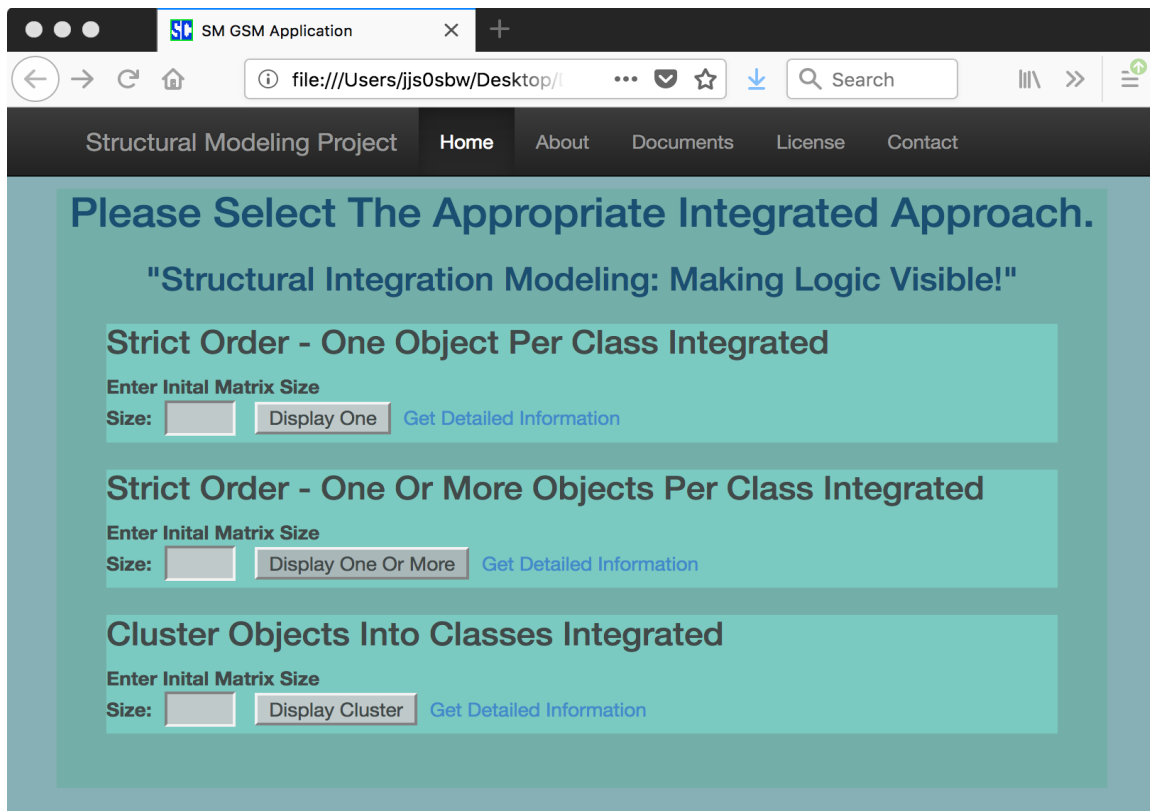 SC SM GSM Application
file:///Users/jjs0sbw/Desktop/ Search
Structural Modeling Project Home About Documents License Contact
Please Select The Appropriate Integrated Approach.
"Structural Integration Modeling: Making Logic Visible!"
Strict Order - One Object Per Class Integrated
Enter Inital Matrix Size
Size: Display One Get Detailed Information
Strict Order - One Or More Objects Per Class Integrated
Enter Inital Matrix Size
Size: Display One Or More Get Detailed Information
Cluster Objects Into Classes Integrated
Enter Inital Matrix Size
Size: Display Cluster Get Detailed Information